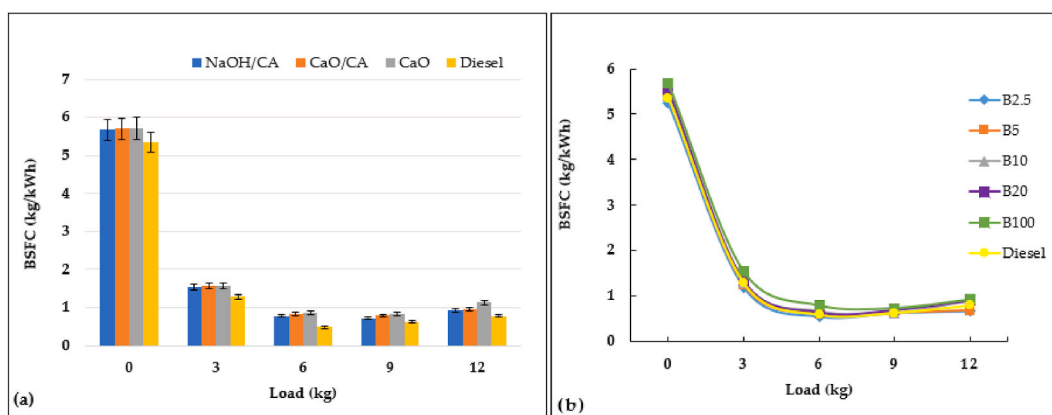 NaOH/CA CaO/CA CaO Diesel
7
6
5
4
3
2
1
0
BSFC (kg/kWh)
0 3 6 9 12
Load (kg)
(a)
6
5
4
3
2
1
0
BSFC (kg/kWh)
0 3 6 9 12
Load (kg)
B2.5
B5
B10
B20
B100
Diesel
(b)